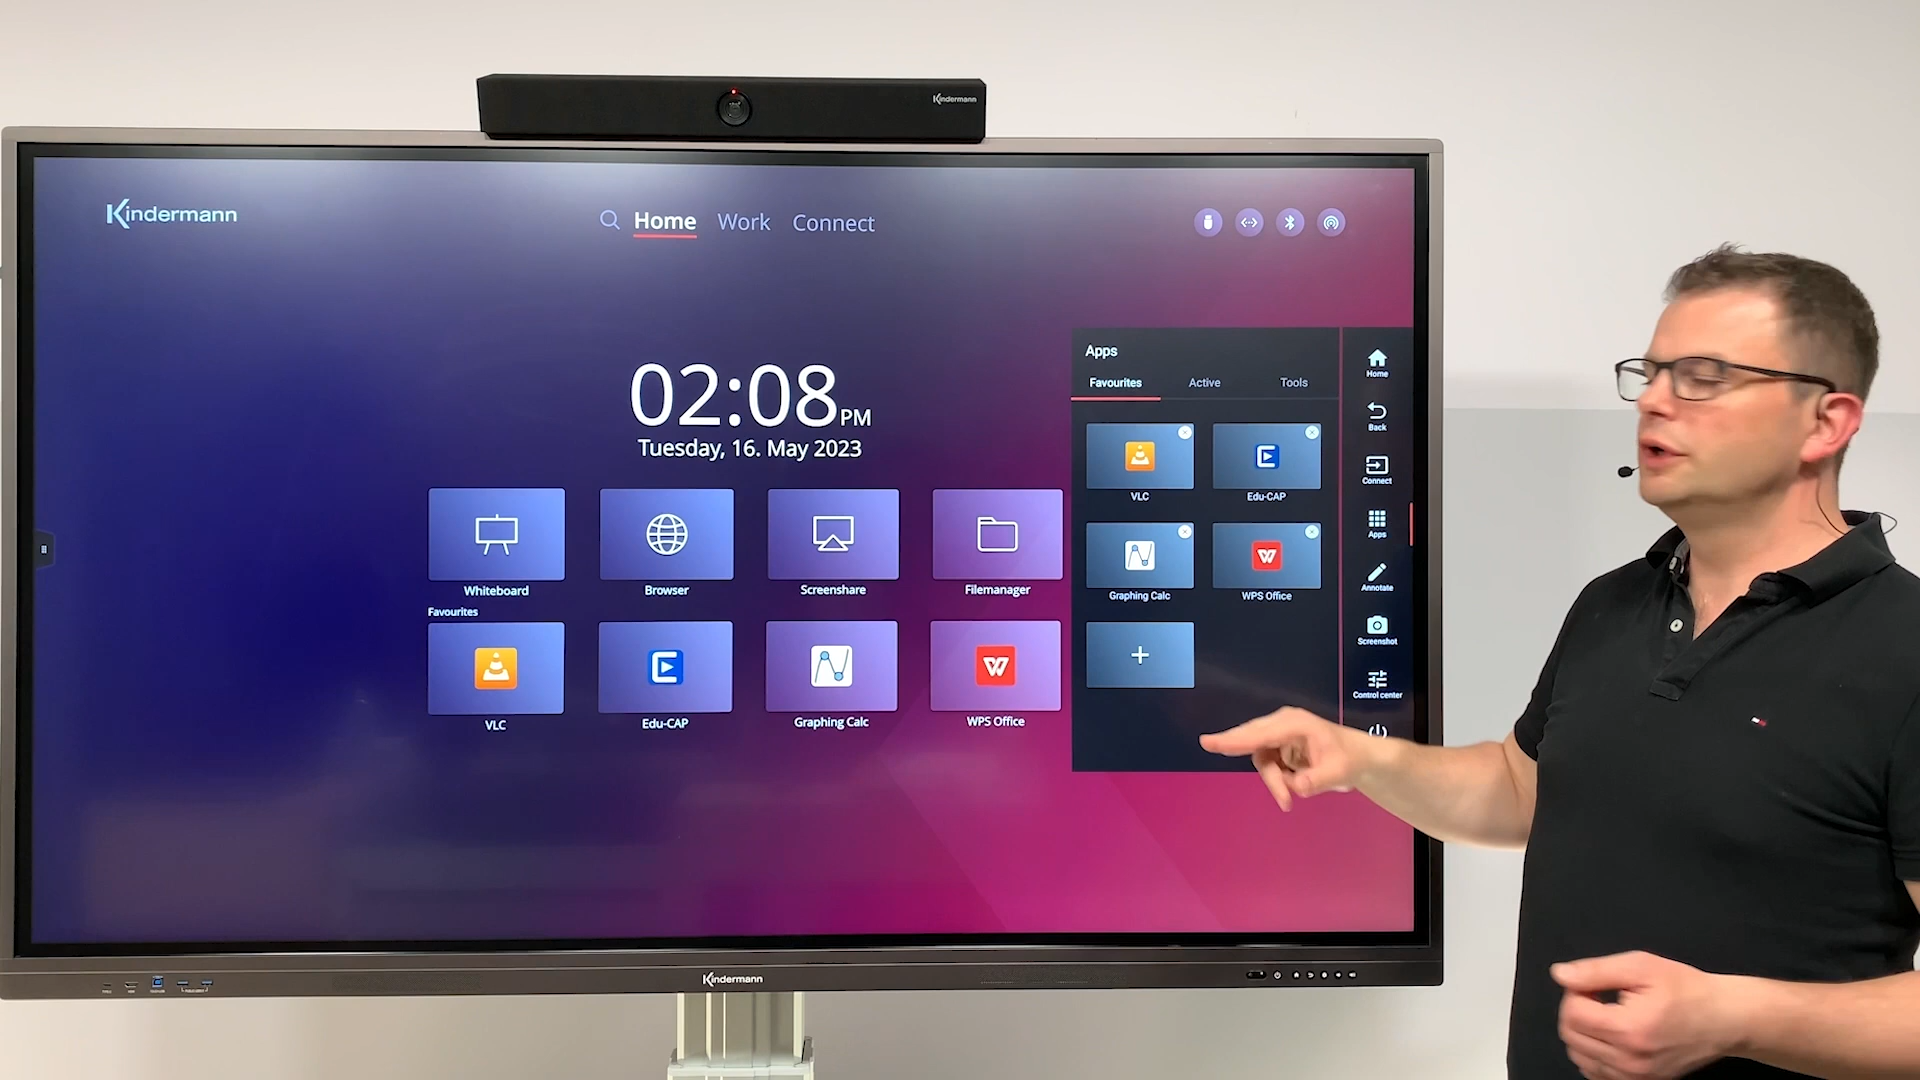 Kindermann
Kindermann
Home Work Connect
02:08 PM
Tuesday, 16. May 2023
Whiteboard Browser Screenshare Filemanager
Favourites
VLC Edu-CAP Graphing Calc WPS Office
Apps
Favourites Active Tools
VLC Edu-CAP
Graphing Calc WPS Office
Home
Back
Connect
Apps
Annotate
Screenshot
Control center
Kindermann